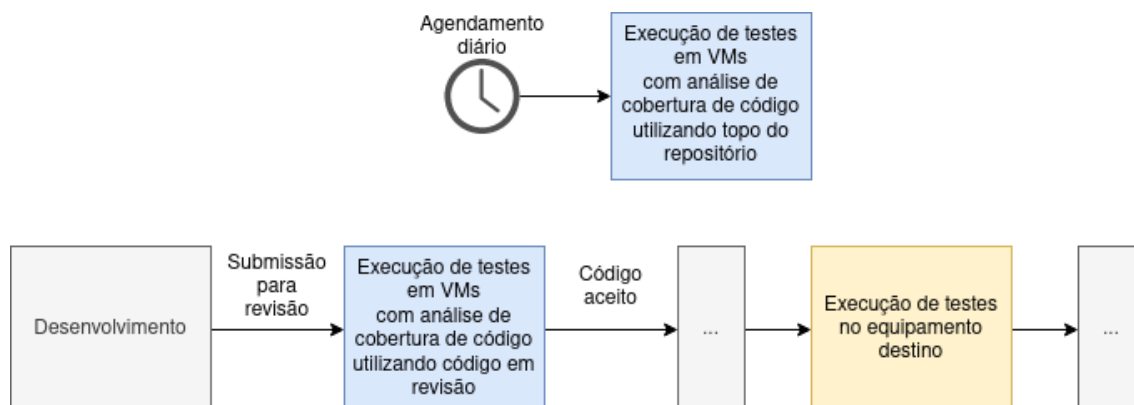 Agendamento
diário
Execução de testes
em VMs
com análise de
cobertura de código
utilizando topo do
repositório
Desenvolvimento
Submissão
para
revisão
Execução de testes
em VMs
com análise de
cobertura de código
utilizando código em
revisão
Código
aceito
...
Execução de testes
no equipamento
destino
...